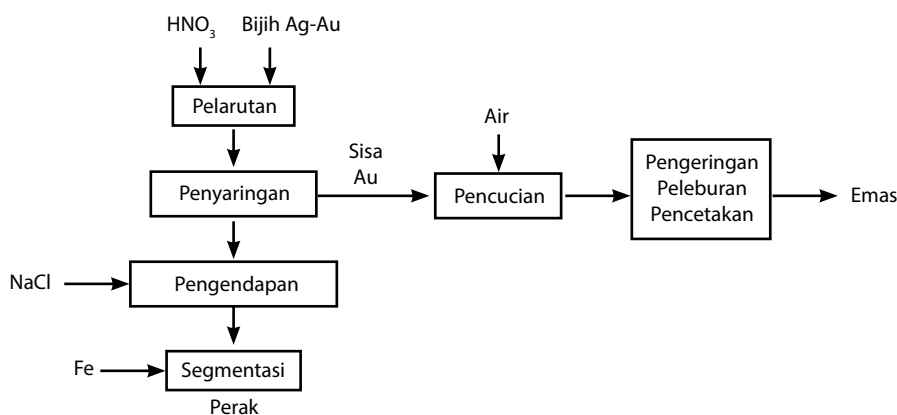 HNO₃
Bijih Ag-Au
Pelarutan
Penyaringan
Sisa
Au
Air
Pencucian
Pengeringan
Peleburan
Pencetakan
Emas
NaCl
Pengendapan
Fe
Segmentasi
Perak